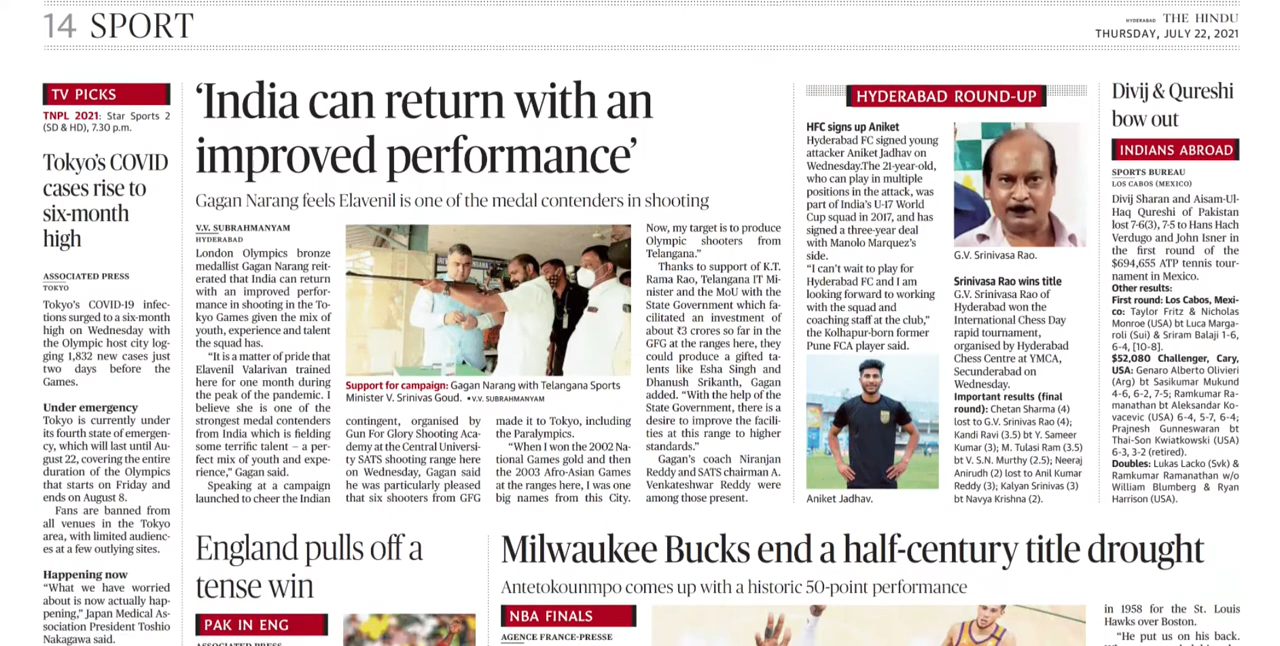 14 SPORT
HYDERABAD THE HINDU
THURSDAY, JULY 22, 2021
TV PICKS
TNPL 2021: Star Sports 2
(SD & HD), 7.30 p.m.
Tokyo's COVID
cases rise to
six-month
high
ASSOCIATED PRESS
TOKYO
Tokyo's COVID-19 infec-
tions surged to a six-month
high on Wednesday with
the Olympic host city log-
ging 1,832 new cases just
two days before the
Games.
Under emergency
Tokyo is currently under
its fourth state of emergen-
cy, which will last until Au-
gust 22, covering the entire
duration of the Olympics
that starts on Friday and
ends on August 8.
Fans are banned from
all venues in the Tokyo
area, with limited audienc-
es at a few outlying sites.
Happening now
“What we have worried
about is now actually hap-
pening,” Japan Medical As-
sociation President Toshio
Nakagawa said.
‘India can return with an
improved performance’
Gagan Narang feels Elavenil is one of the medal contenders in shooting
V.V. SUBRAHMANYAM
HYDERABAD
London Olympics bronze
medallist Gagan Narang reit-
erated that India can return
with an improved perfor-
mance in shooting in the To-
kyo Games given the mix of
youth, experience and talent
the squad has.
“It is a matter of pride that
Elavenil Valarivan trained
here for one month during
the peak of the pandemic. I
believe she is one of the
strongest medal contenders
from India which is fielding
some terrific talent – a per-
fect mix of youth and expe-
rience,” Gagan said.
Speaking at a campaign
launched to cheer the Indian
Support for campaign: Gagan Narang with Telangana Sports
Minister V. Srinivas Goud. •V.V. SUBRAHMANYAM
contingent, organised by
Gun For Glory Shooting Aca-
demy at the Central Universi-
ty SATS shooting range here
on Wednesday, Gagan said
he was particularly pleased
that six shooters from GFG
made it to Tokyo, including
the Paralympics.
“When I won the 2002 Na-
tional Games gold and then
the 2003 Afro-Asian Games
at the ranges here, I was one
big names from this City.
Now, my target is to produce
Olympic shooters from
Telangana.”
Thanks to support of K.T.
Rama Rao, Telangana IT Mi-
nister and the MoU with the
State Government which fa-
cilitated an investment of
about ₹3 crores so far in the
GFG at the ranges here, they
could produce a gifted ta-
lents like Esha Singh and
Dhanush Srikanth, Gagan
added. “With the help of the
State Government, there is a
desire to improve the facili-
ties at this range to higher
standards.”
Gagan's coach Niranjan
Reddy and SATS chairman A.
Venkateshwar Reddy were
among those present.
HYDERABAD ROUND-UP
HFC signs up Aniket
Hyderabad FC signed young
attacker Aniket Jadhav on
Wednesday.The 21-year-old,
who can play in multiple
positions in the attack, was
part of India's U-17 World
Cup squad in 2017, and has
signed a three-year deal
with Manolo Marquez's
side.
“I can't wait to play for
Hyderabad FC and I am
looking forward to working
with the squad and
coaching staff at the club,”
the Kolhapur-born former
Pune FCA player said.
Aniket Jadhav.
G.V. Srinivasa Rao.
Srinivasa Rao wins title
G.V. Srinivasa Rao of
Hyderabad won the
International Chess Day
rapid tournament,
organised by Hyderabad
Chess Centre at YMCA,
Secunderabad on
Wednesday.
Important results (final
round): Chetan Sharma (4)
lost to G.V. Srinivas Rao (4);
Kandi Ravi (3.5) bt Y. Sameer
Kumar (3); M. Tulasi Ram (3.5)
bt V. S.N. Murthy (2.5); Neeraj
Anirudh (2) lost to Anil Kumar
Reddy (3); Kalyan Srinivas (3)
bt Navya Krishna (2).
Divij & Qureshi
bow out
INDIANS ABROAD
SPORTS BUREAU
LOS CABOS (MEXICO)
Divij Sharan and Aisam-Ul-
Haq Qureshi of Pakistan
lost 7-6(3), 7-5 to Hans Hach
Verdugo and John Isner in
the first round of the
$694,655 ATP tennis tour-
nament in Mexico.
Other results:
First round: Los Cabos, Mexi-
co: Taylor Fritz & Nicholas
Monroe (USA) bt Luca Marga-
roli (Sui) & Sriram Balaji 1-6,
6-4, [10-8].
$52,080 Challenger, Cary,
USA: Genaro Alberto Olivieri
(Arg) bt Sasikumar Mukund
4-6, 6-2, 7-5; Ramkumar Ra-
manathan bt Aleksandar Ko-
vacevic (USA) 6-4, 5-7, 6-4;
Prajnesh Gunneswaran bt
Thai-Son Kwiatkowski (USA)
6-3, 3-2 (retired).
Doubles: Lukas Lacko (Svk) &
Ramkumar Ramanathan w/o
William Blumberg & Ryan
Harrison (USA).
England pulls off a
tense win
PAK IN ENG
ASSOCIATED PRESS
Milwaukee Bucks end a half-century title drought
Antetokounmpo comes up with a historic 50-point performance
NBA FINALS
AGENCE FRANCE-PRESSE
in 1958 for the St. Louis
Hawks over Boston.
“He put us on his back.